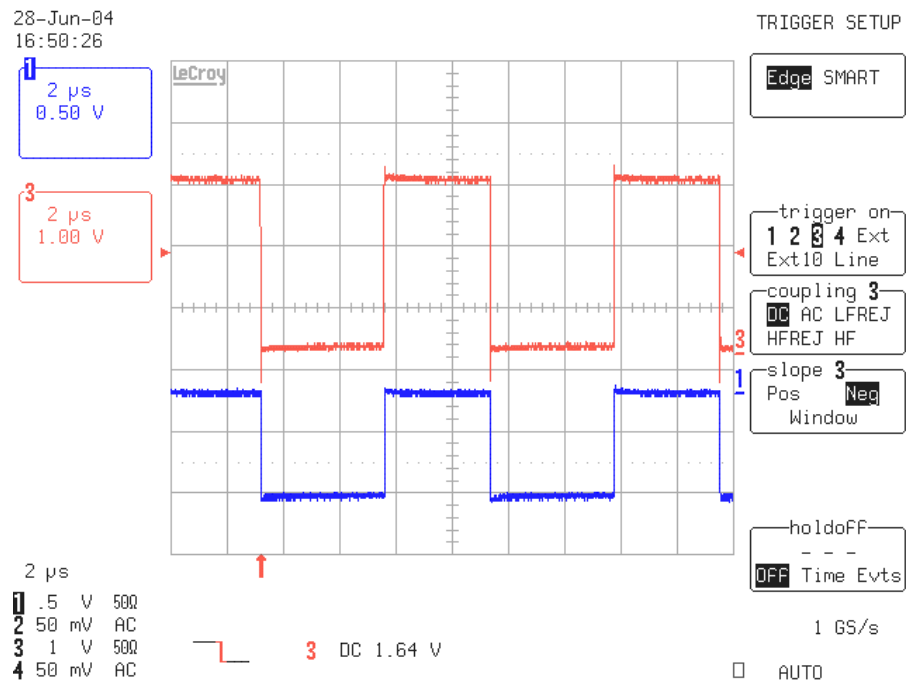 28-Jun-04
16:50:26
1
2 µs
0.50 V
3
2 µs
1.00 V
LeCroy
3
1
TRIGGER SETUP
Edge SMART
trigger on
1 2 3 4 Ext
Ext10 Line
coupling 3
DC AC LFREJ
HFREJ HF
slope 3
Pos Neg
Window
holdoff
- - -
OFF Time Evts
2 µs
1 .5 V 50Ω
2 50 mV AC
3 1 V 50Ω
4 50 mV AC
3 DC 1.64 V
1 GS/s
AUTO